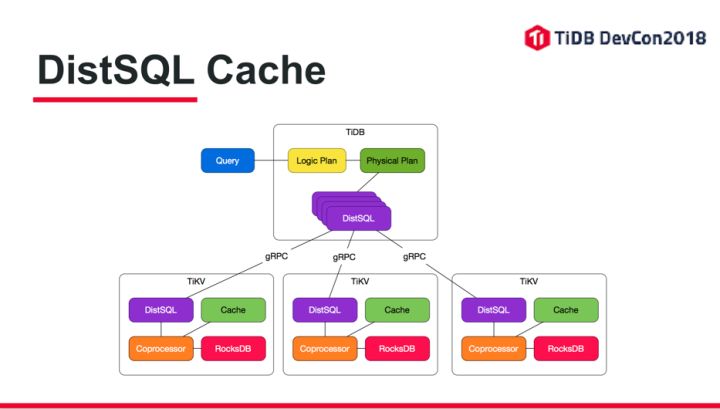 TiDB DevCon2018
DistSQL Cache
TiDB
Query
Logic Plan
Physical Plan
DistSQL
gRPC
gRPC
gRPC
TiKV
TiKV
TiKV
DistSQL
Cache
DistSQL
Cache
DistSQL
Cache
Coprocessor
RocksDB
Coprocessor
RocksDB
Coprocessor
RocksDB